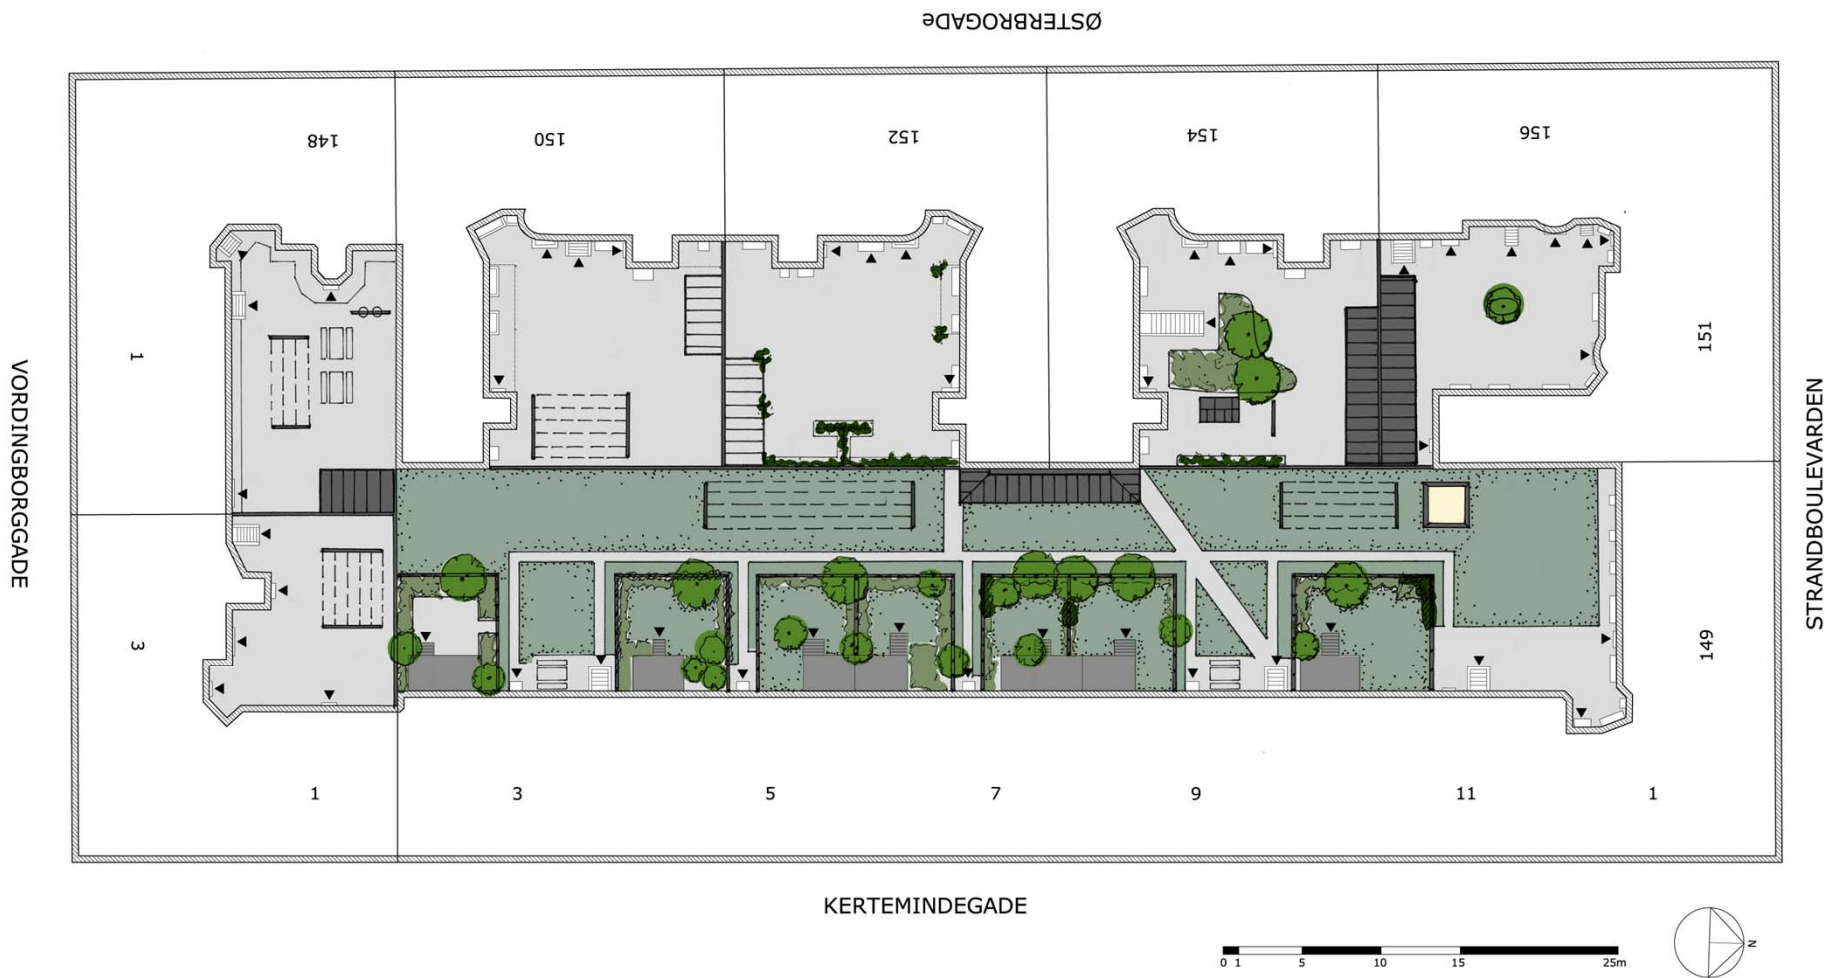 ØSTERBROGADe
148
150
152
154
156
VORDINGBORGGADE
1
3
151
149
STRANDBOULEVARDEN
1
3
5
7
9
11
1
KERTEMINDEGADE
N
0 1 5 10 15 25m